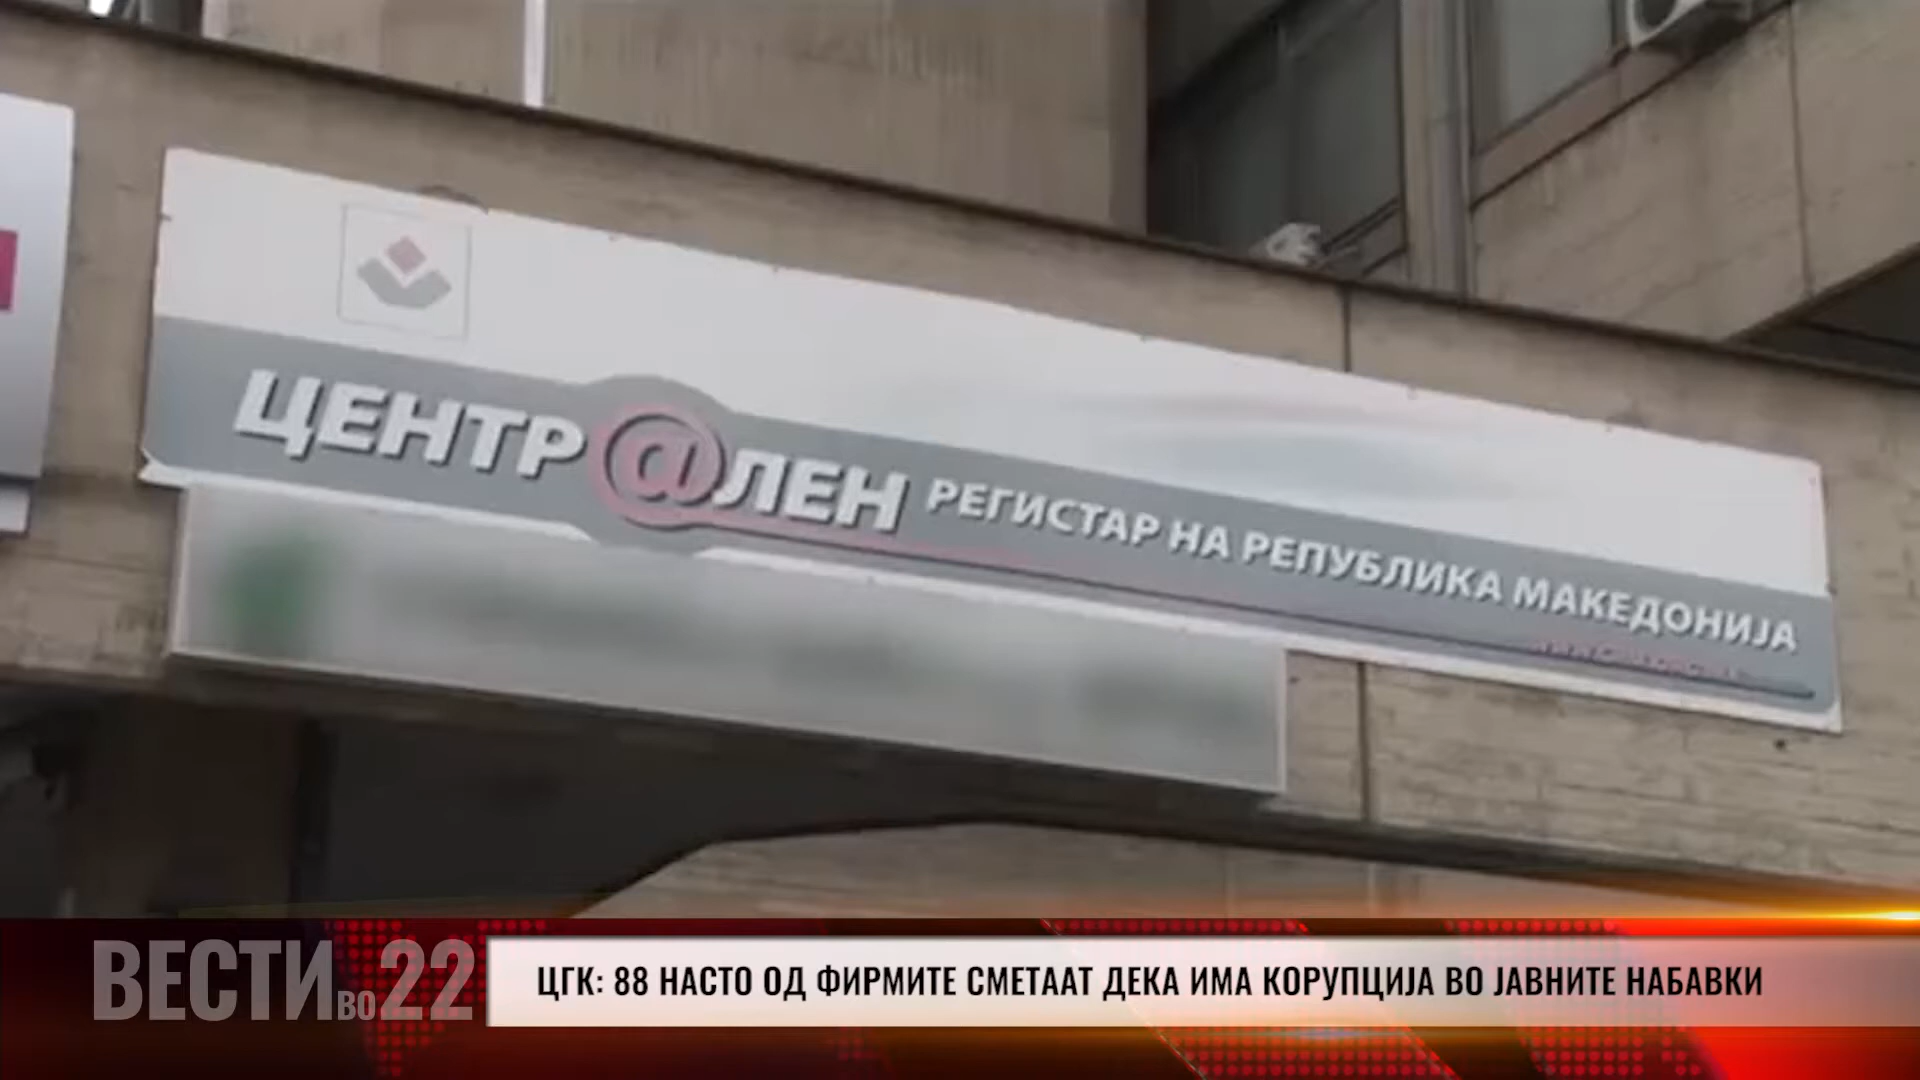 ЦЕНТР@ЛЕН РЕГИСТАР НА РЕПУБЛИКА МАКЕДОНИЈА
ВЕСТИ ВО 22
ЦГК: 88 НАСТО ОД ФИРМИТЕ СМЕТААТ ДЕКА ИМА КОРУПЦИЈА ВО ЈАВНИТЕ НАБАВКИ